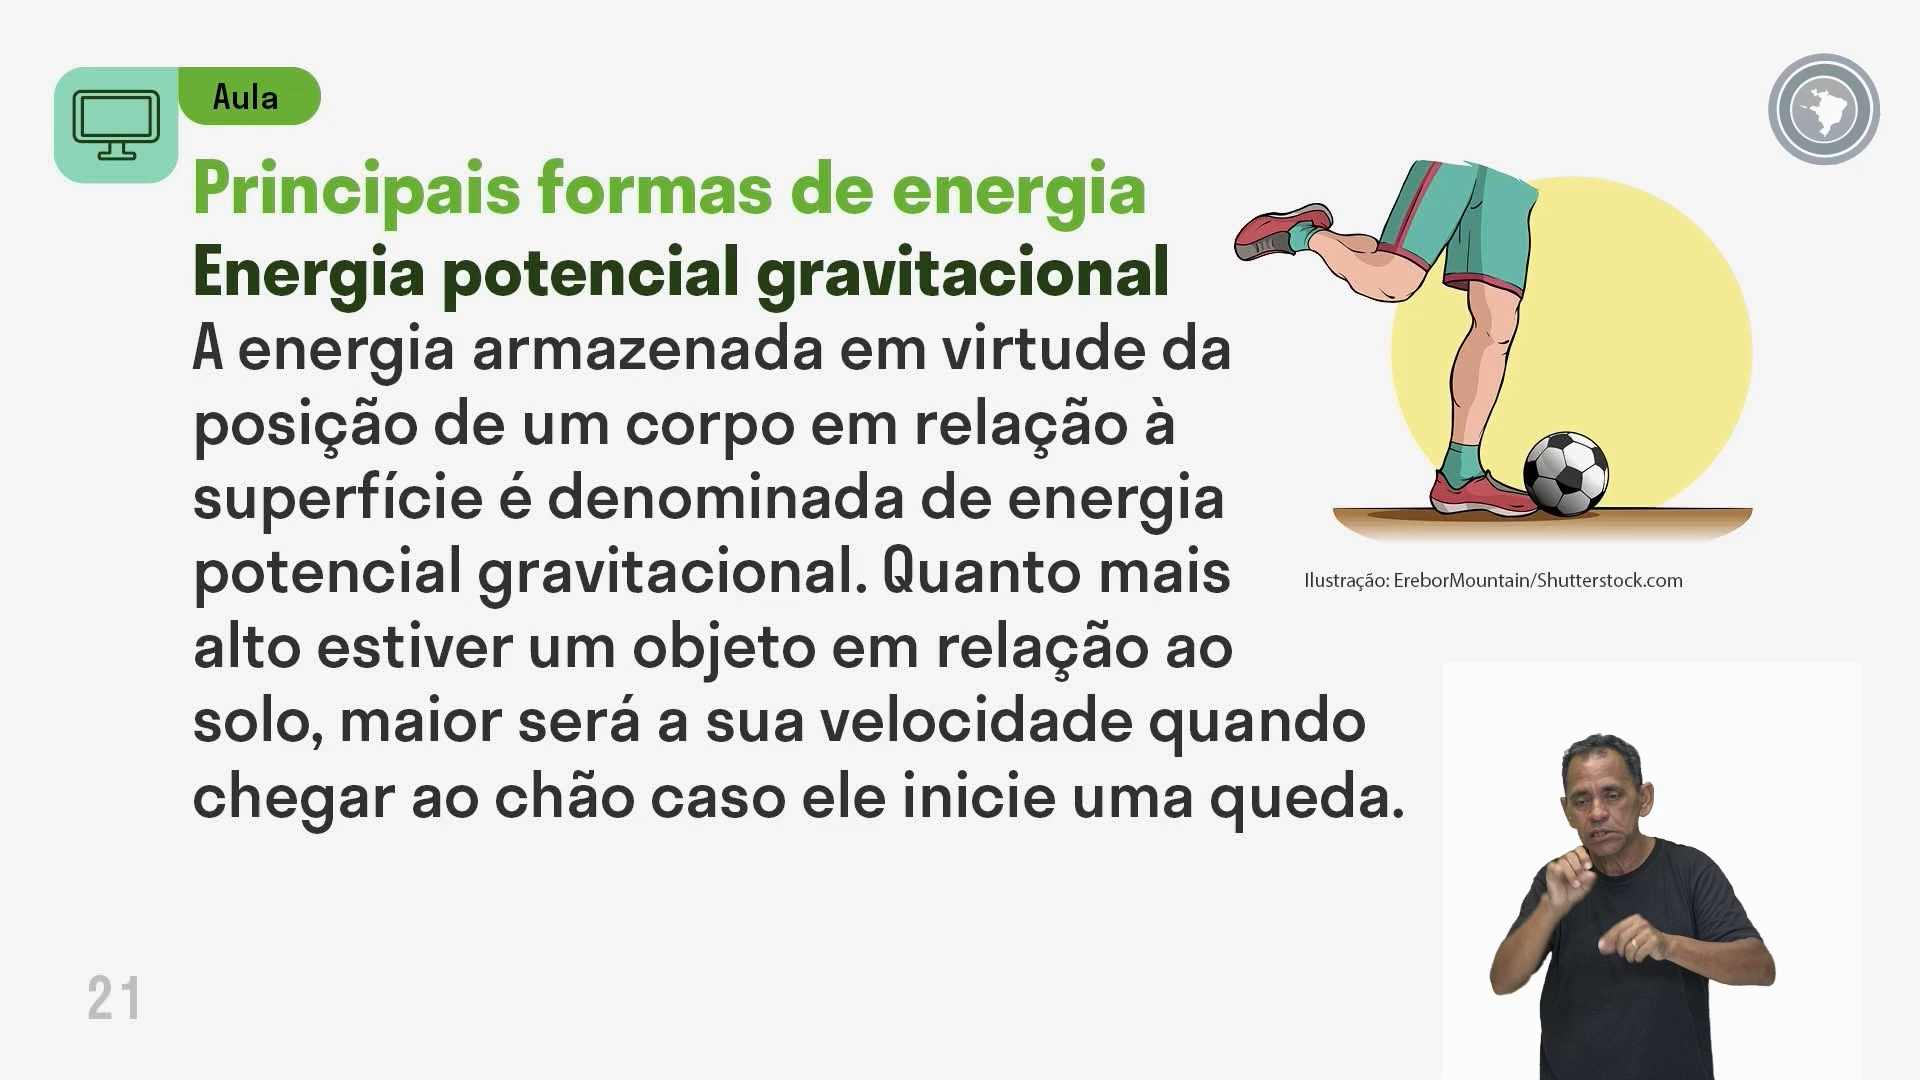 Aula
Principais formas de energia
Energia potencial gravitacional
A energia armazenada em virtude da
posição de um corpo em relação à
superfície é denominada de energia
potencial gravitacional. Quanto mais
alto estiver um objeto em relação ao
solo, maior será a sua velocidade quando
chegar ao chão caso ele inicie uma queda.
Ilustração: EreborMountain/Shutterstock.com
21